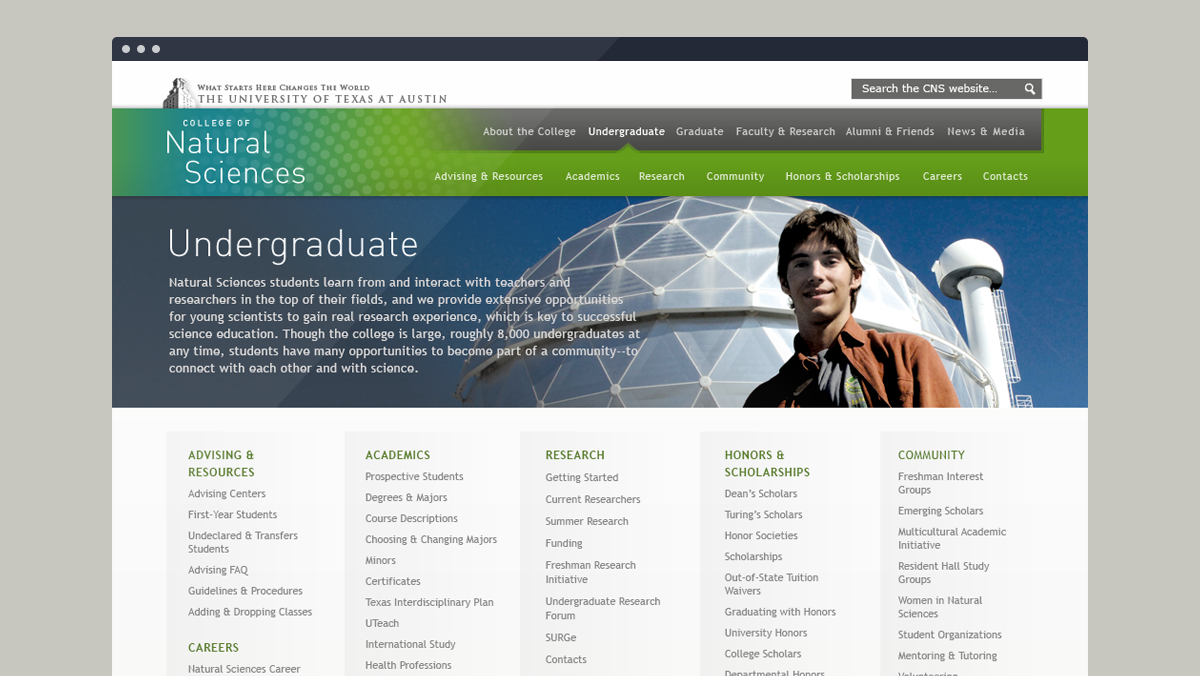 WHAT STARTS HERE CHANGES THE WORLD
THE UNIVERSITY OF TEXAS AT AUSTIN
Search the CNS website...
COLLEGE OF
Natural
Sciences
About the College Undergraduate Graduate Faculty & Research Alumni & Friends News & Media
Advising & Resources Academics Research Community Honors & Scholarships Careers Contacts
Undergraduate
Natural Sciences students learn from and interact with teachers and
researchers in the top of their fields, and we provide extensive opportunities
for young scientists to gain real research experience, which is key to successful
science education. Though the college is large, roughly 8,000 undergraduates at
any time, students have many opportunities to become part of a community--to
connect with each other and with science.
ADVISING &
RESOURCES
Advising Centers
First-Year Students
Undeclared & Transfers
Students
Advising FAQ
Guidelines & Procedures
Adding & Dropping Classes
CAREERS
Natural Sciences Career
ACADEMICS
Prospective Students
Degrees & Majors
Course Descriptions
Choosing & Changing Majors
Minors
Certificates
Texas Interdisciplinary Plan
UTeach
International Study
Health Professions
RESEARCH
Getting Started
Current Researchers
Summer Research
Funding
Freshman Research
Initiative
Undergraduate Research
Forum
SURGe
Contacts
HONORS &
SCHOLARSHIPS
Dean's Scholars
Turing's Scholars
Honor Societies
Scholarships
Out-of-State Tuition
Waivers
Graduating with Honors
University Honors
College Scholars
Departmental Honors
COMMUNITY
Freshman Interest
Groups
Emerging Scholars
Multicultural Academic
Initiative
Resident Hall Study
Groups
Women in Natural
Sciences
Student Organizations
Mentoring & Tutoring
Volunteering